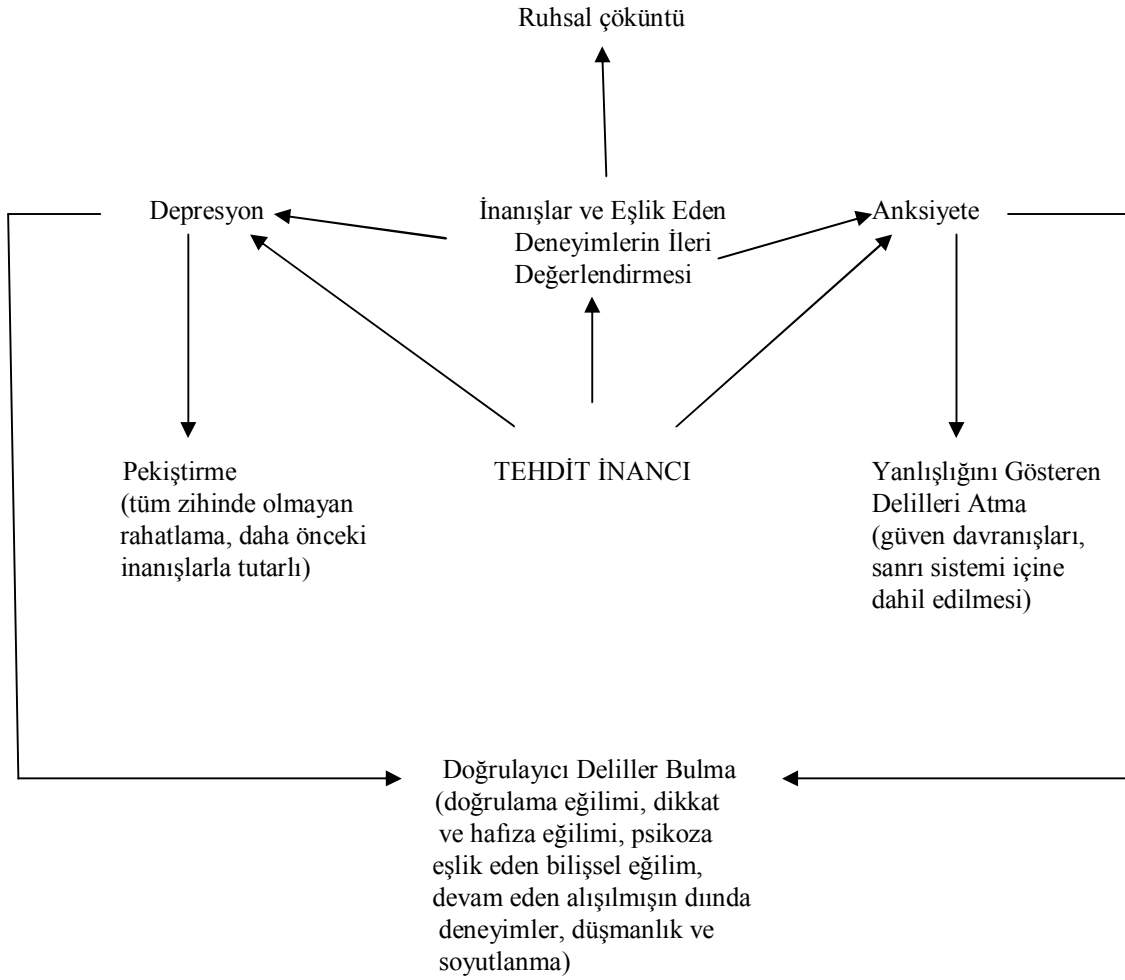 Ruhsal çöküntü
Depresyon
İnanışlar ve Eşlik Eden
Deneyimlerin İleri
Değerlendirmesi
Anksiyete
Pekiştirme
(tüm zihinde olmayan
rahatlama, daha önceki
inanışlarla tutarlı)
TEHDİT İNANCI
Yanlışlığını Gösteren
Delilleri Atma
(güven davranışları,
sanrı sistemi içine
dahil edilmesi)
Doğrulayıcı Deliller Bulma
(doğrulama eğilimi, dikkat
ve hafıza eğilimi, psikoza
eşlik eden bilişsel eğilim,
devam eden alışılmışın dıında
deneyimler, düşmanlık ve
soyutlanma)